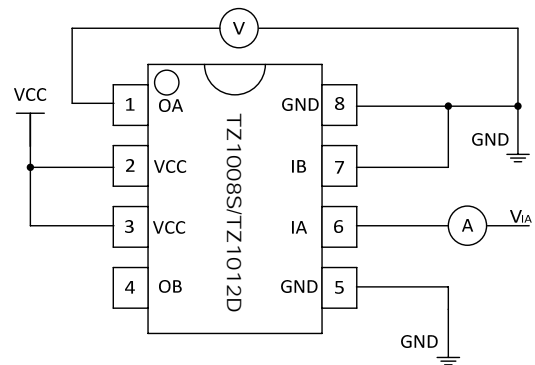 V
VCC
1
OA
GND
8
GND
2
VCC
IB
7
3
VCC
IA
6
A
VIA
4
OB
GND
5
GND
TZ1008S/TZ1012D